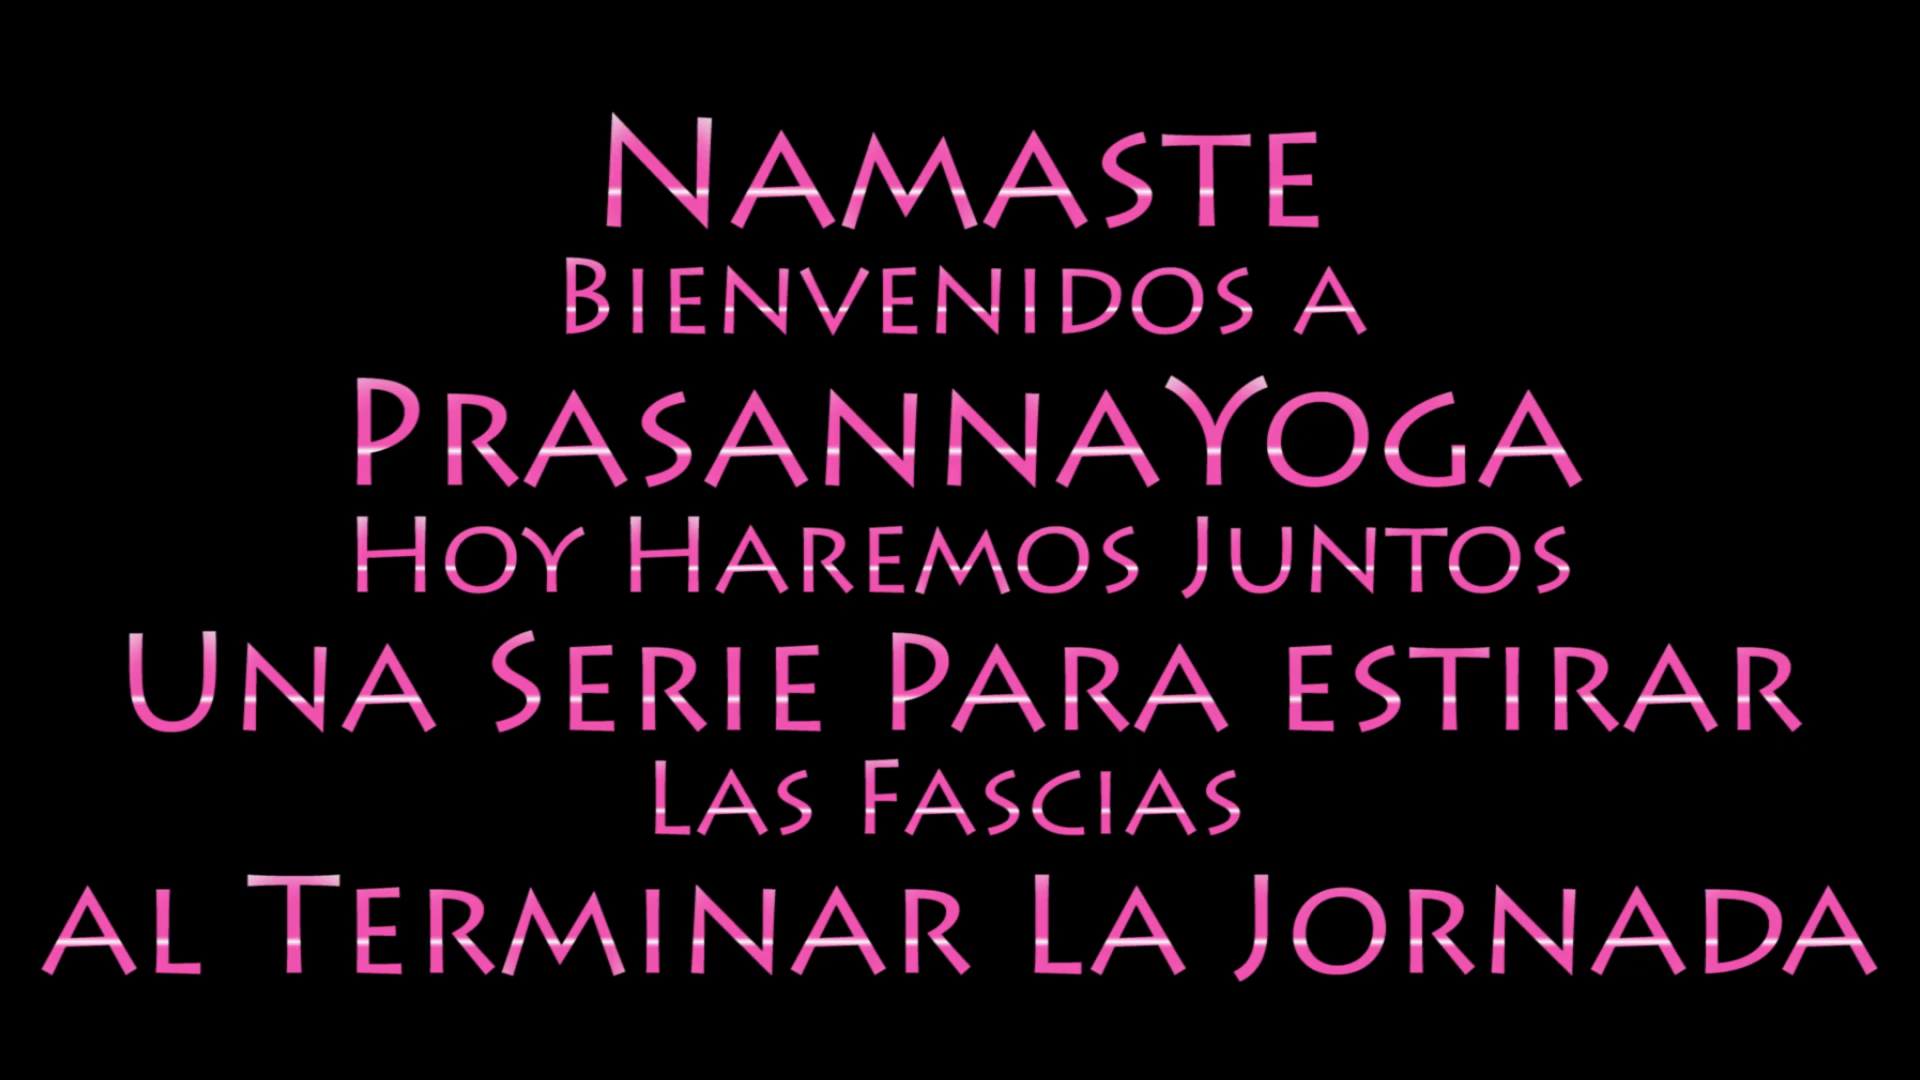 Namaste
Bienvenidos a
PrasannaYoga
Hoy Haremos Juntos
Una Serie Para estirar
Las Fascias
al Terminar La Jornada